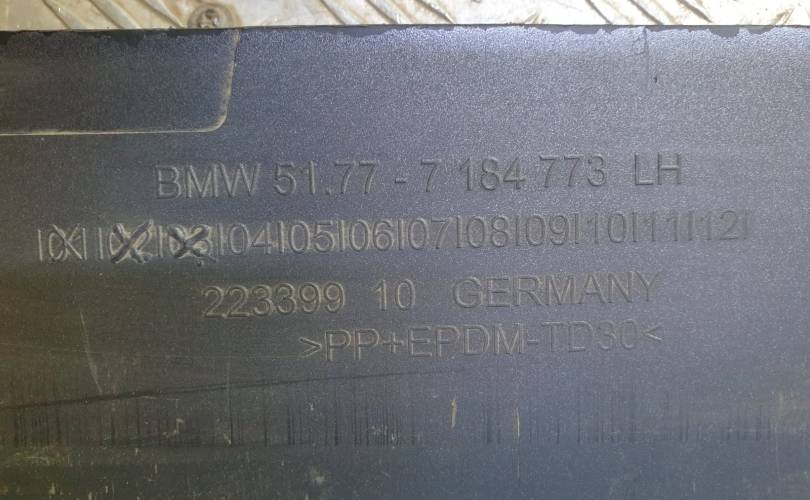 BMW 51.77 - 7 184 773 LH
|01|02|03|04|05|06|07|08|09|10|11|12|
223399 10 GERMANY
>PP+EPDM-TD30<